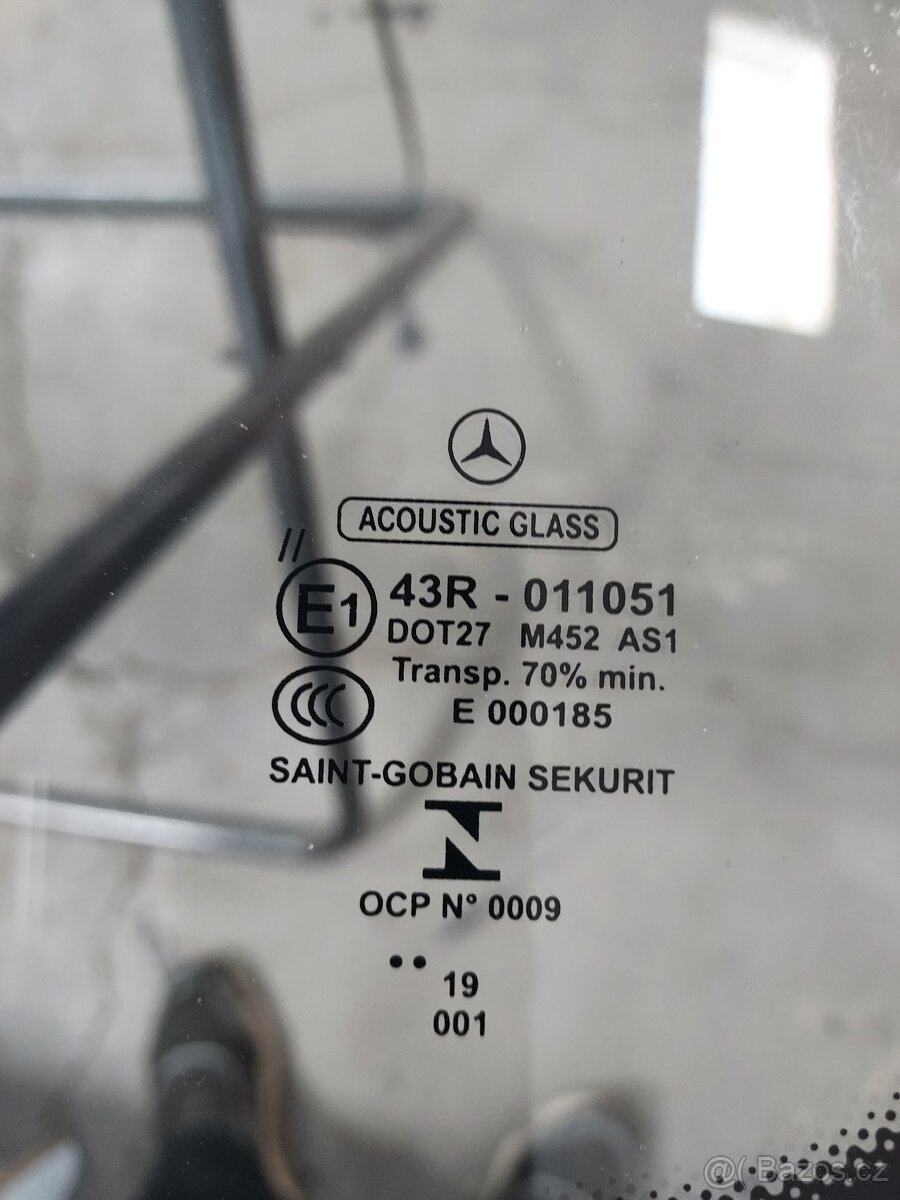 ACOUSTIC GLASS
//
E1 43R - 011051
DOT27 M452 AS1
Transp. 70% min.
CCC E 000185
SAINT-GOBAIN SEKURIT
OCP N° 0009
•• 19
001
@( Bazos.cz